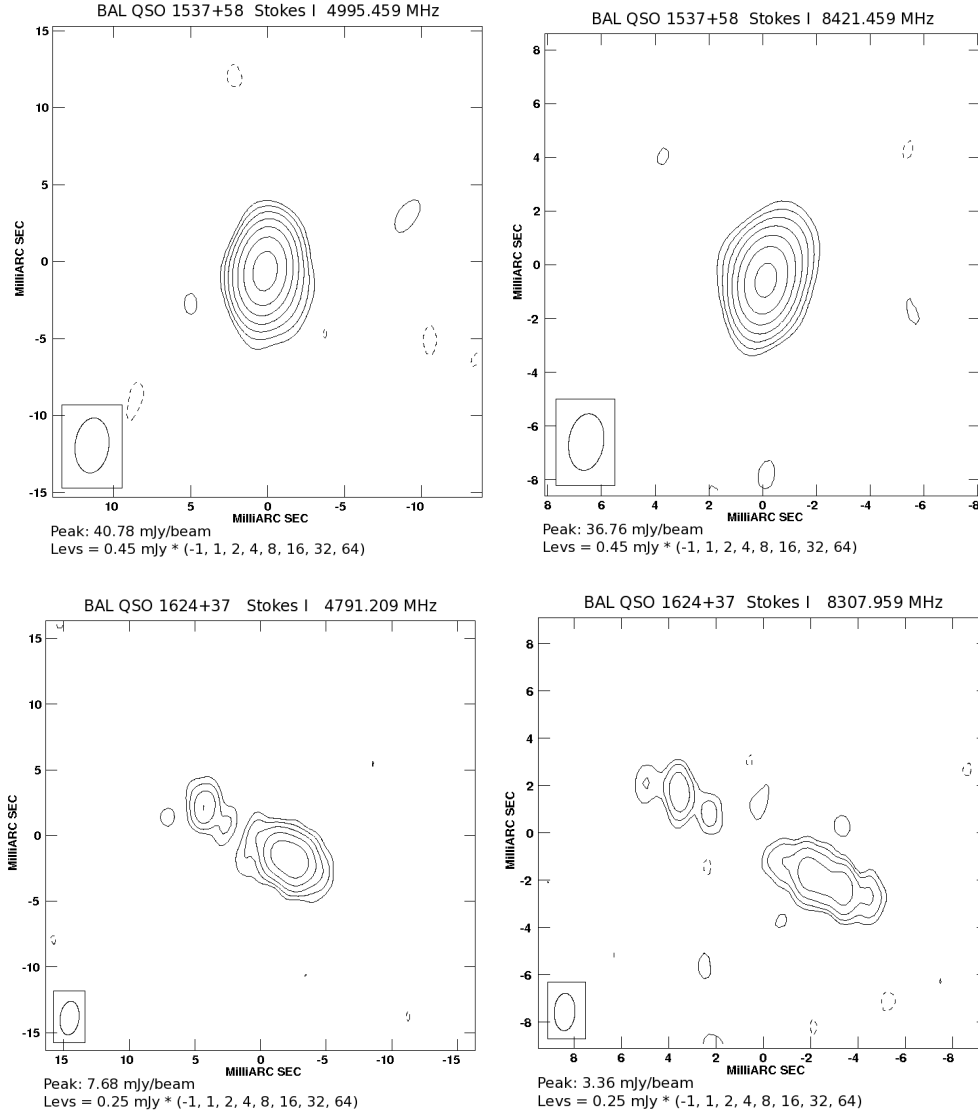 BAL QSO 1537+58 Stokes I 4995.459 MHz
15
10
5
0
-5
-10
-15
MilliARC SEC
10 5 0 -5 -10
MilliARC SEC
Peak: 40.78 mJy/beam
Levs = 0.45 mJy * (-1, 1, 2, 4, 8, 16, 32, 64)
BAL QSO 1537+58 Stokes I 8421.459 MHz
8
6
4
2
0
-2
-4
-6
-8
MilliARC SEC
8 6 4 2 0 -2 -4 -6 -8
MilliARC SEC
Peak: 36.76 mJy/beam
Levs = 0.45 mJy * (-1, 1, 2, 4, 8, 16, 32, 64)
BAL QSO 1624+37 Stokes I 4791.209 MHz
15
10
5
0
-5
-10
-15
MilliARC SEC
15 10 5 0 -5 -10 -15
MilliARC SEC
Peak: 7.68 mJy/beam
Levs = 0.25 mJy * (-1, 1, 2, 4, 8, 16, 32, 64)
BAL QSO 1624+37 Stokes I 8307.959 MHz
8
6
4
2
0
-2
-4
-6
-8
MilliARC SEC
8 6 4 2 0 -2 -4 -6 -8
MilliARC SEC
Peak: 3.36 mJy/beam
Levs = 0.25 mJy * (-1, 1, 2, 4, 8, 16, 32, 64)